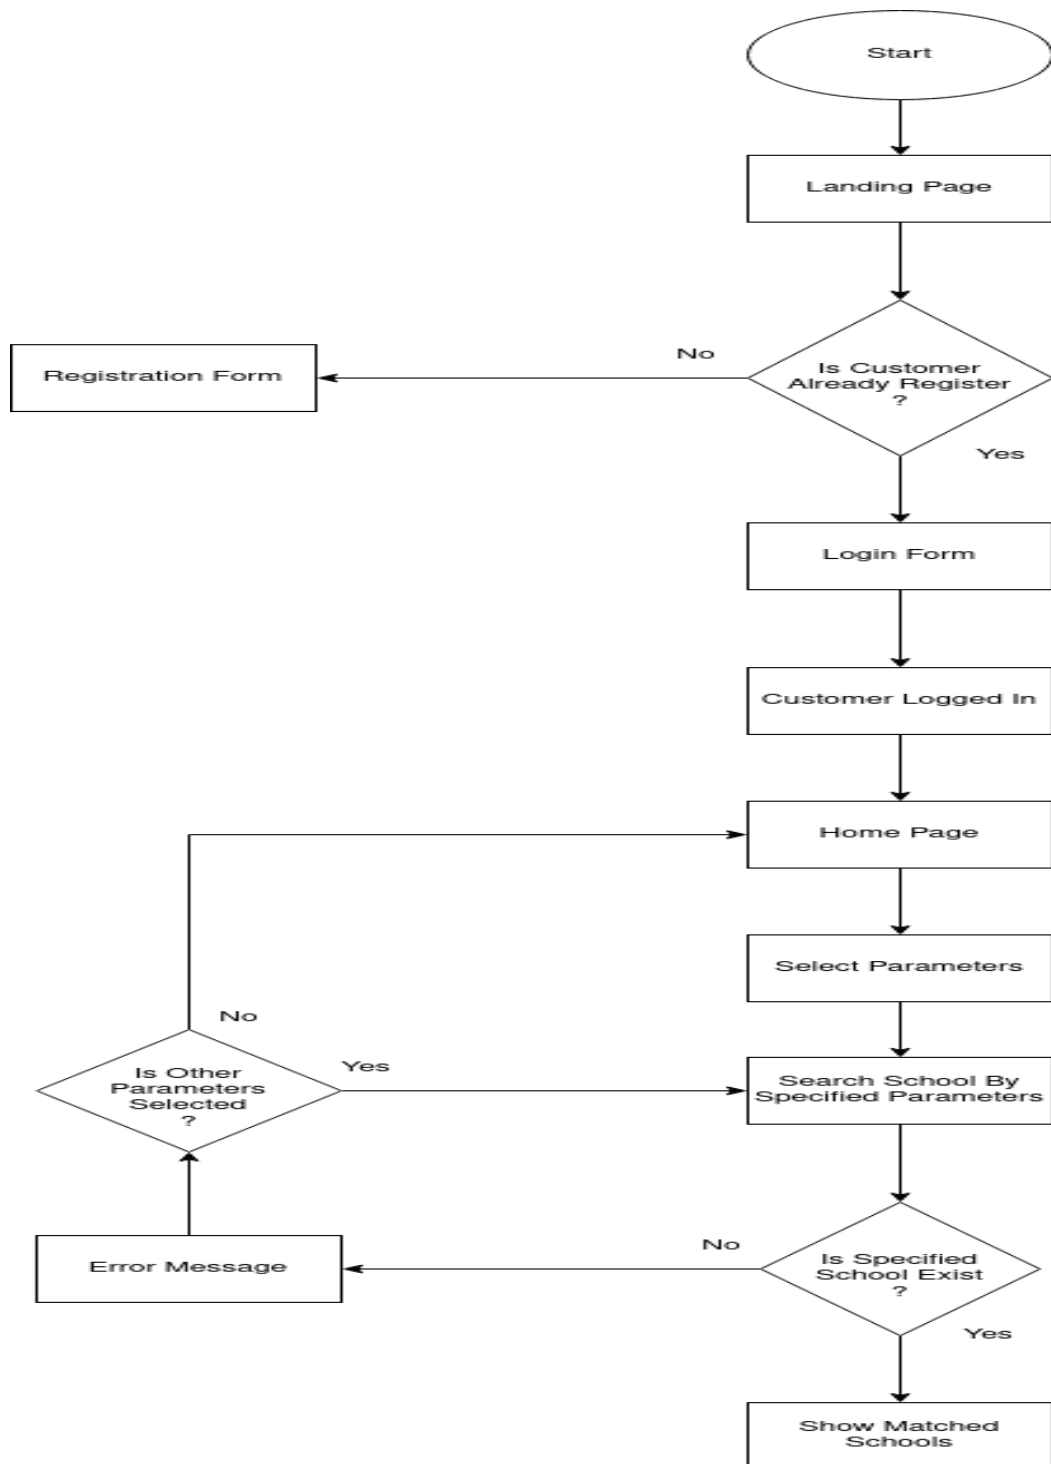 Start
Landing Page
No
Registration Form
Is Customer
Already Register
?
Yes
Login Form
Customer Logged In
Home Page
Select Parameters
No
Is Other
Parameters
Selected
?
Yes
Search School By
Specified Parameters
No
Error Message
Is Specified
School Exist
?
Yes
Show Matched
Schools